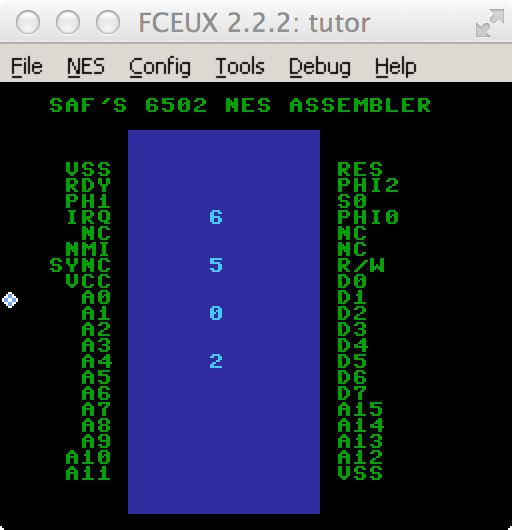 FCEUX 2.2.2: tutor
File NES Config Tools Debug Help
SAF'S 6502 NES ASSEMBLER
VSS RES
RDY PHI2
PH1 S0
IRQ 6 PHI0
NC NC
NMI NC
SYNC 5 R/W
VCC D0
A0 D1
A1 0 D2
A2 D3
A3 D4
A4 2 D5
A5 D6
A6 D7
A7 A15
A8 A14
A9 A13
A10 A12
A11 VSS